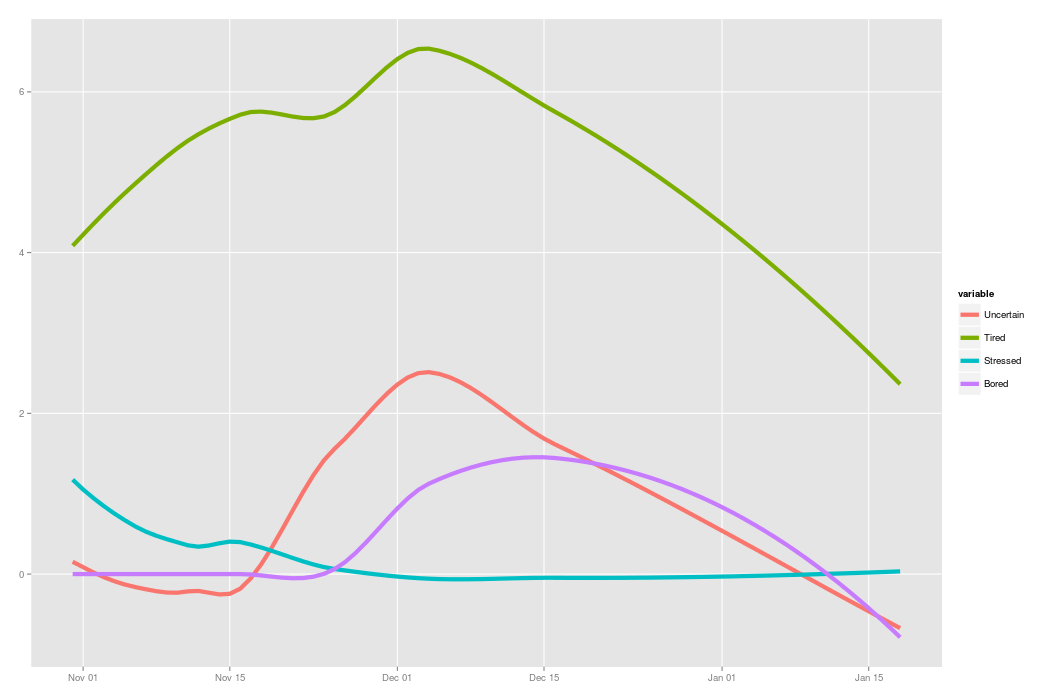 6
4
2
0
Nov 01
Nov 15
Dec 01
Dec 15
Jan 01
Jan 15
variable
Uncertain
Tired
Stressed
Bored